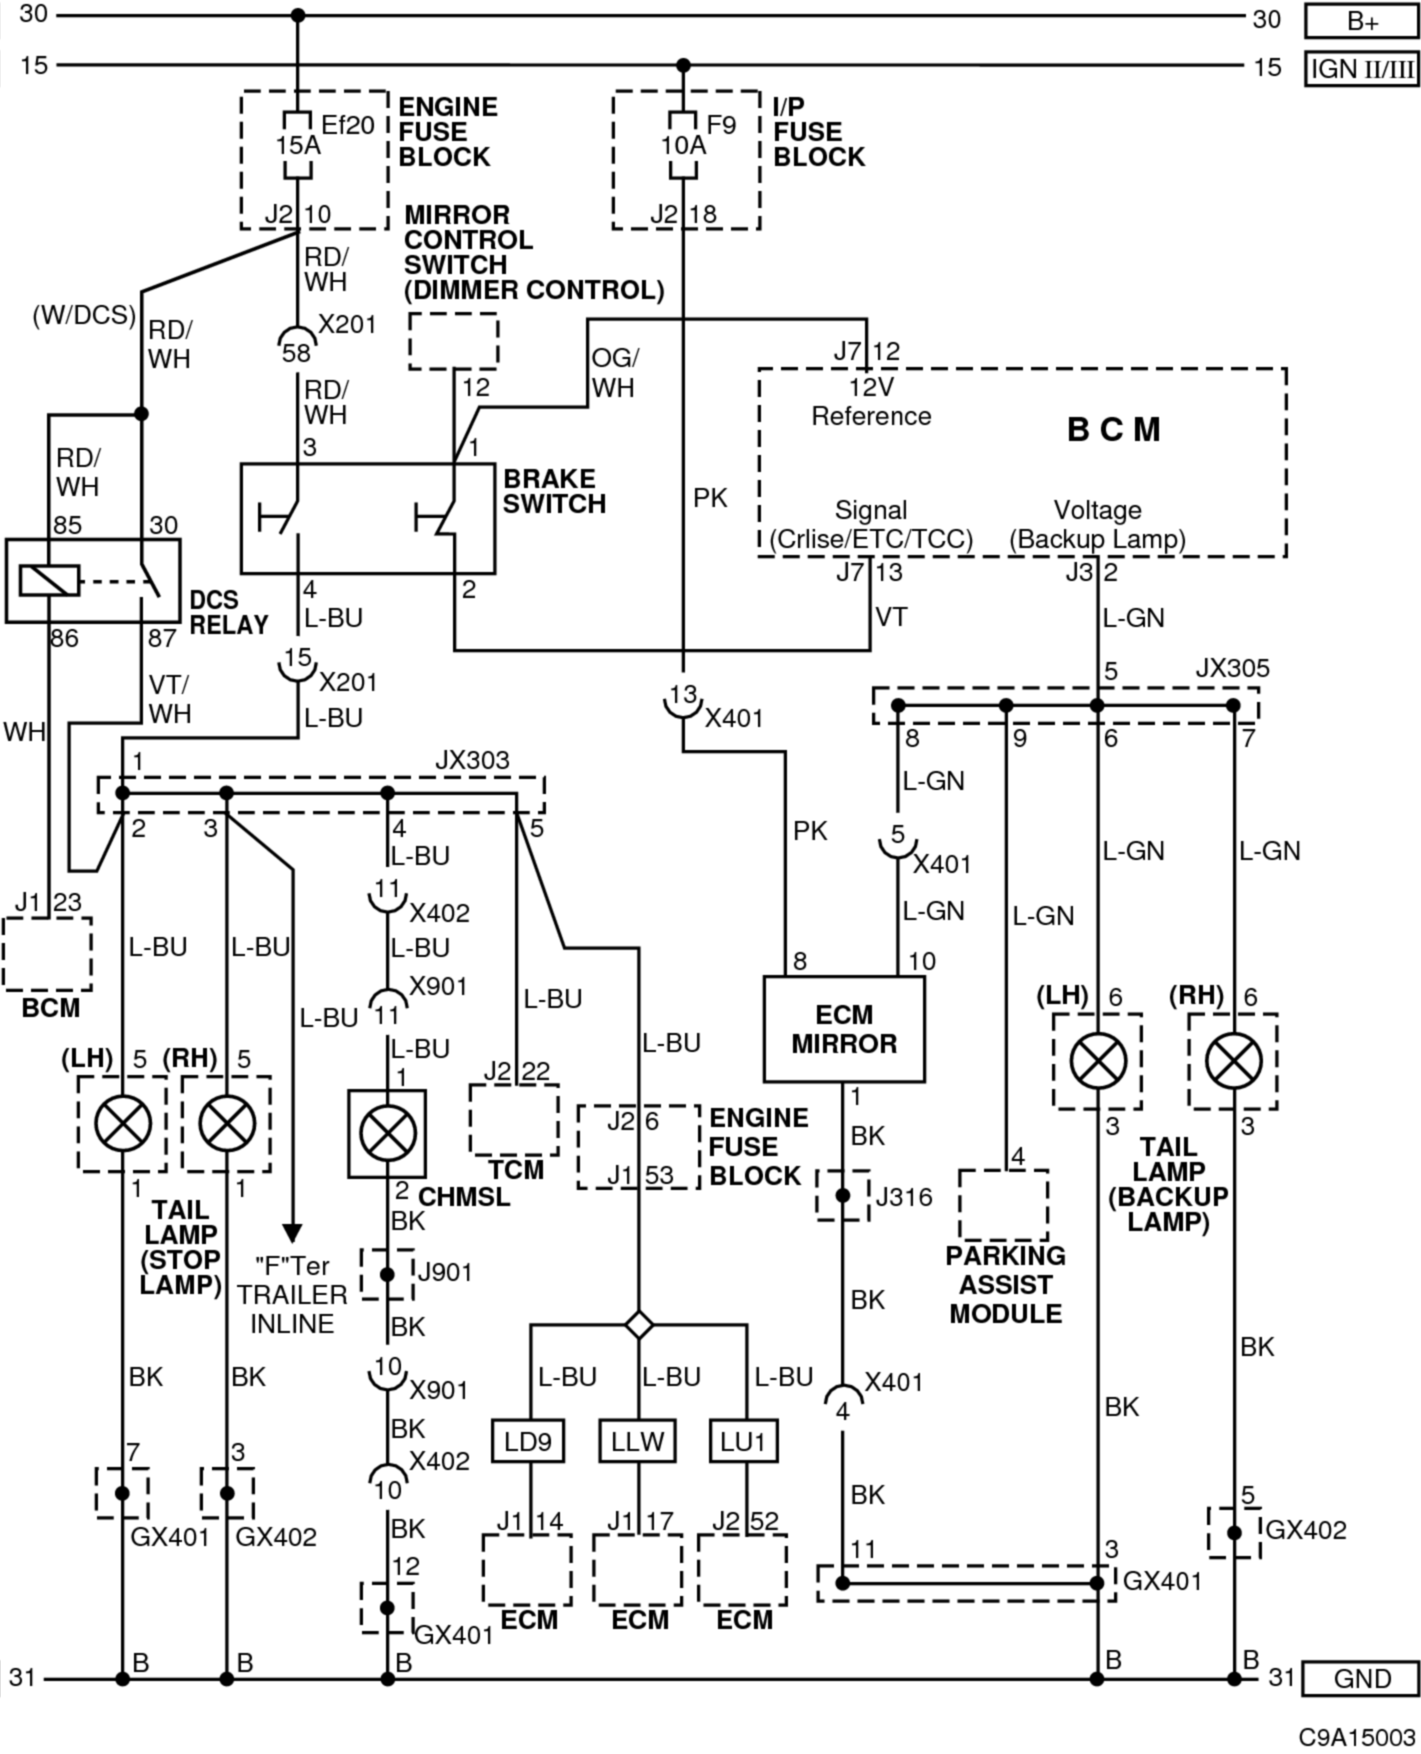 30
30
B+
15
15
IGN II/III
Ef20
15A
J2
10
ENGINE
FUSE
BLOCK
F9
10A
J2
18
I/P
FUSE
BLOCK
MIRROR
CONTROL
SWITCH
(DIMMER CONTROL)
12
RD/
WH
(W/DCS)
RD/
WH
X201
58
RD/
WH
OG/
WH
J7
12
12V
Reference
B C M
Signal
(Crlise/ETC/TCC)
Voltage
(Backup Lamp)
J7
13
J3
2
VT
L-GN
RD/
WH
3
1
BRAKE
SWITCH
4
2
PK
85
30
DCS
RELAY
86
87
L-BU
15
X201
L-BU
VT/
WH
WH
13
X401
5
JX305
8
9
6
7
1
JX303
2
3
4
5
L-BU
11
X402
L-BU
X901
11
L-BU
1
PK
L-GN
5
X401
L-GN
L-GN
L-GN
L-GN
J1
23
BCM
L-BU
L-BU
L-BU
L-BU
L-BU
8
10
ECM
MIRROR
1
(LH)
6
(RH)
6
3
3
TAIL
LAMP
(BACKUP
LAMP)
(LH)
5
(RH)
5
1
1
TAIL
LAMP
(STOP
LAMP)
"F"Ter
TRAILER
INLINE
2
CHMSL
J2
22
TCM
J2
6
J1
53
ENGINE
FUSE
BLOCK
BK
J316
4
PARKING
ASSIST
MODULE
BK
J901
BK
10
X901
BK
X402
10
BK
12
GX401
BK
BK
7
3
GX401
GX402
L-BU
L-BU
L-BU
LD9
LLW
LU1
J1
14
J1
17
J2
52
ECM
ECM
ECM
BK
X401
4
BK
11
3
GX401
BK
BK
5
GX402
31
B
B
B
B
B
31
GND
C9A15003